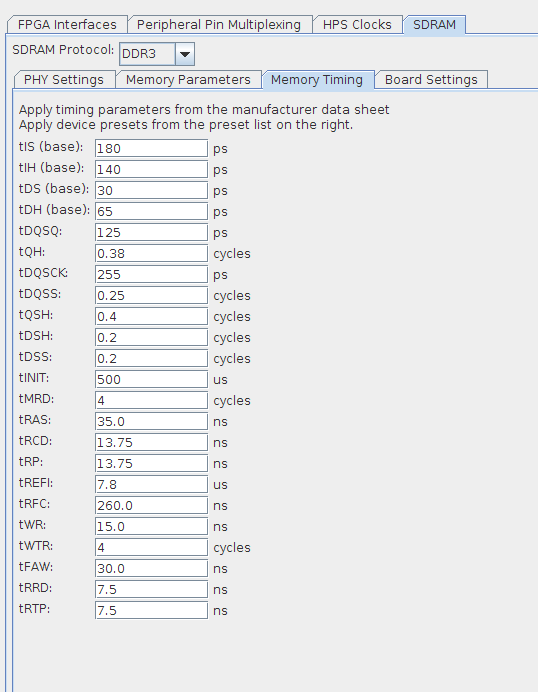 FPGA Interfaces Peripheral Pin Multiplexing HPS Clocks SDRAM
SDRAM Protocol: DDR3
PHY Settings Memory Parameters Memory Timing Board Settings
Apply timing parameters from the manufacturer data sheet
Apply device presets from the preset list on the right.
tIS (base): 180 ps
tIH (base): 140 ps
tDS (base): 30 ps
tDH (base): 65 ps
tDQSQ: 125 ps
tQH: 0.38 cycles
tDQSCK: 255 ps
tDQSS: 0.25 cycles
tQSH: 0.4 cycles
tDSH: 0.2 cycles
tDSS: 0.2 cycles
tINIT: 500 us
tMRD: 4 cycles
tRAS: 35.0 ns
tRCD: 13.75 ns
tRP: 13.75 ns
tREFI: 7.8 us
tRFC: 260.0 ns
tWR: 15.0 ns
tWTR: 4 cycles
tFAW: 30.0 ns
tRRD: 7.5 ns
tRTP: 7.5 ns